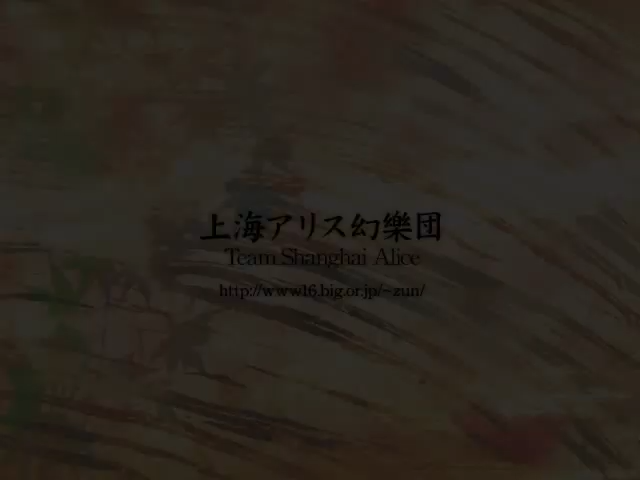 上海アリス幻樂団
Team Shanghai Alice
http://www16.big.or.jp/~zun/